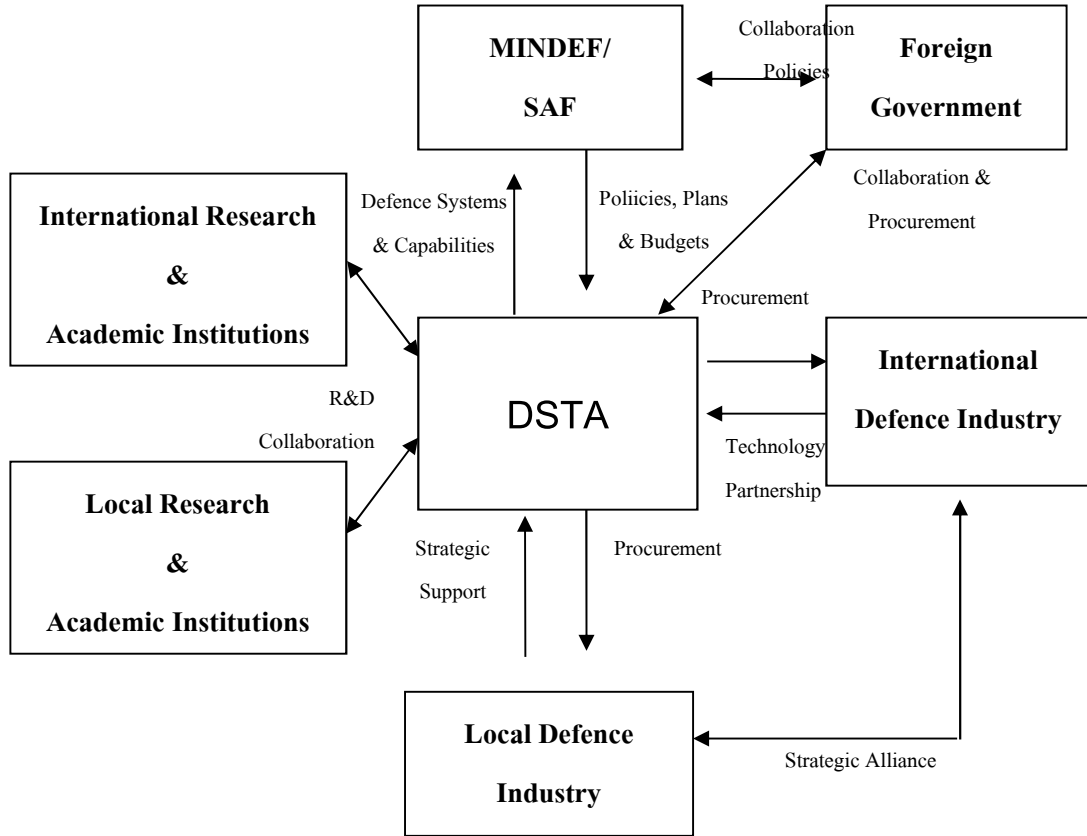 MINDEF/
SAF
Collaboration
Policies
Foreign
Government
International Research
&
Academic Institutions
Defence Systems
& Capabilities
Poliicies, Plans
& Budgets
Collaboration &
Procurement
Procurement
DSTA
International
Defence Industry
R&D
Collaboration
Technology
Partnership
Local Research
&
Academic Institutions
Strategic
Support
Procurement
Local Defence
Industry
Strategic Alliance